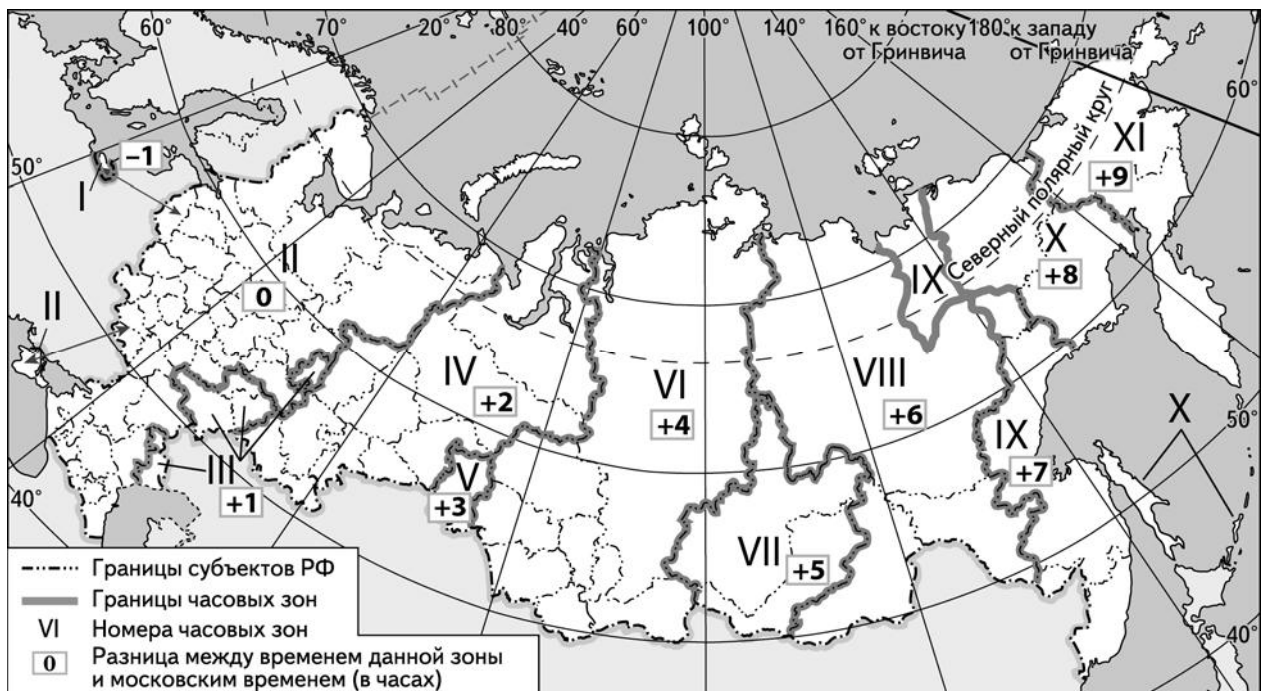 60°
70°
20°
40°
60°
80°
100°
120°
140°
160° к востоку
от Гринвича
180° к западу
от Гринвича
60°
50°
–1
I
Северный полярный круг
XI
+9
X
+8
IX
II
0
II
IV
+2
VI
+4
VIII
+6
X
50°
IX
+7
V
+3
III
+1
40°
VII
+5
40°
Границы субъектов РФ
Границы часовых зон
VI Номера часовых зон
0 Разница между временем данной зоны
и московским временем (в часах)